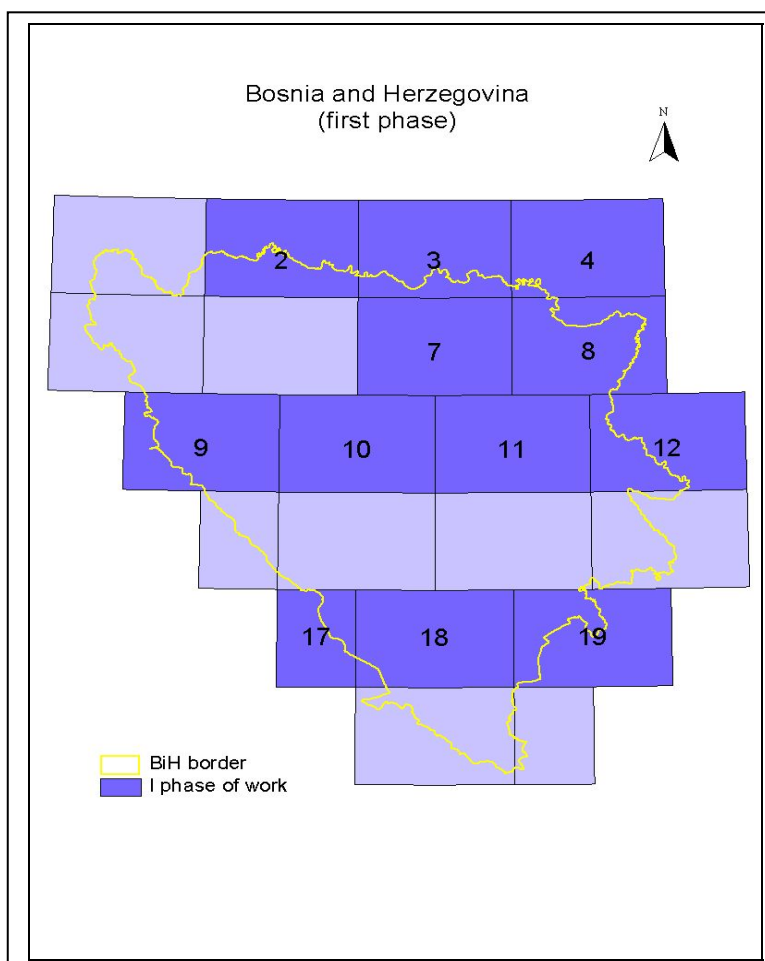 Bosnia and Herzegovina
(first phase)
N
2
3
4
7
8
9
10
11
12
17
18
19
BiH border
I phase of work